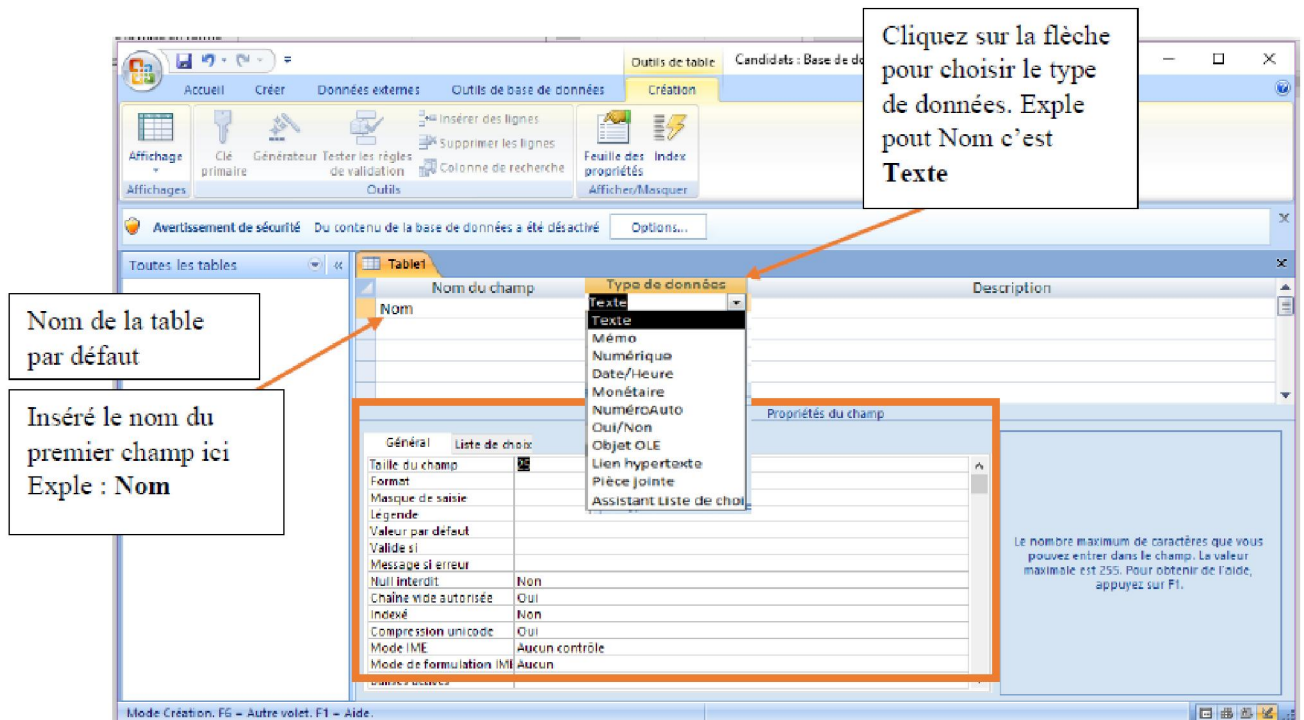 Cliquez sur la flèche
pour choisir le type
de données. Exple
pout Nom c’est
Texte
Outils de table
Candidats : Base de do
Accueil
Créer
Données externes
Outils de base de données
Création
Affichage
Clé
primaire
Générateur
Tester les règles
de validation
Insérer des lignes
Supprimer les lignes
Colonne de recherche
Feuille des
propriétés
Index
Affichages
Outils
Afficher/Masquer
Avertissement de sécurité Du contenu de la base de données a été désactivé
Options...
Toutes les tables
«
Table1
Nom du champ
Type de données
Description
Nom
Texte
Texte
Mémo
Numérique
Date/Heure
Monétaire
NuméroAuto
Oui/Non
Objet OLE
Lien hypertexte
Pièce jointe
Assistant Liste de choi
Nom de la table
par défaut
Inséré le nom du
premier champ ici
Exple : Nom
Propriétés du champ
Général
Liste de choix
Taille du champ
Format
Masque de saisie
Légende
Valeur par défaut
Valide si
Message si erreur
Null interdit Non
Chaîne vide autorisée Oui
Indexé Non
Compression unicode Oui
Mode IME Aucun contrôle
Mode de formulation IME Aucun
Le nombre maximum de caractères que vous
pouvez entrer dans le champ. La valeur
maximale est 255. Pour obtenir de l'aide,
appuyez sur F1.
Mode Création. F6 = Autre volet. F1 = Aide.